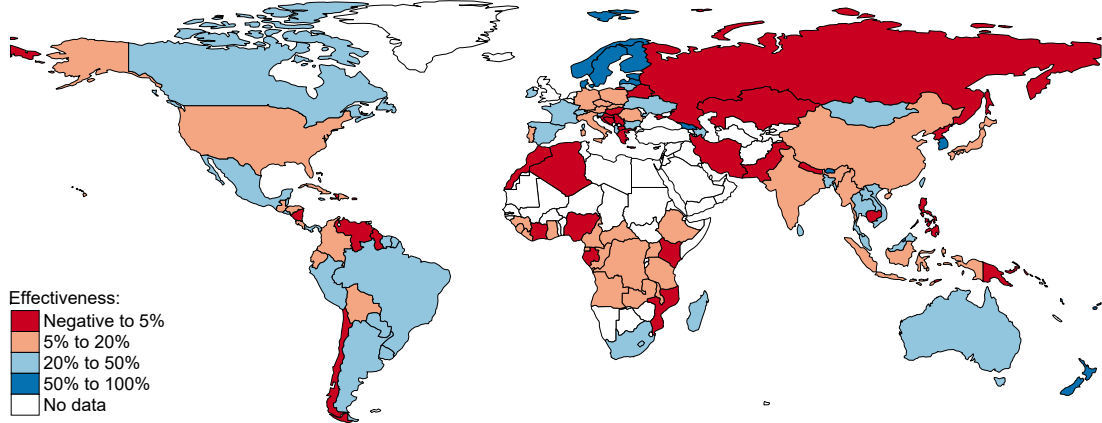 Effectiveness:
Negative to 5%
5% to 20%
20% to 50%
50% to 100%
No data